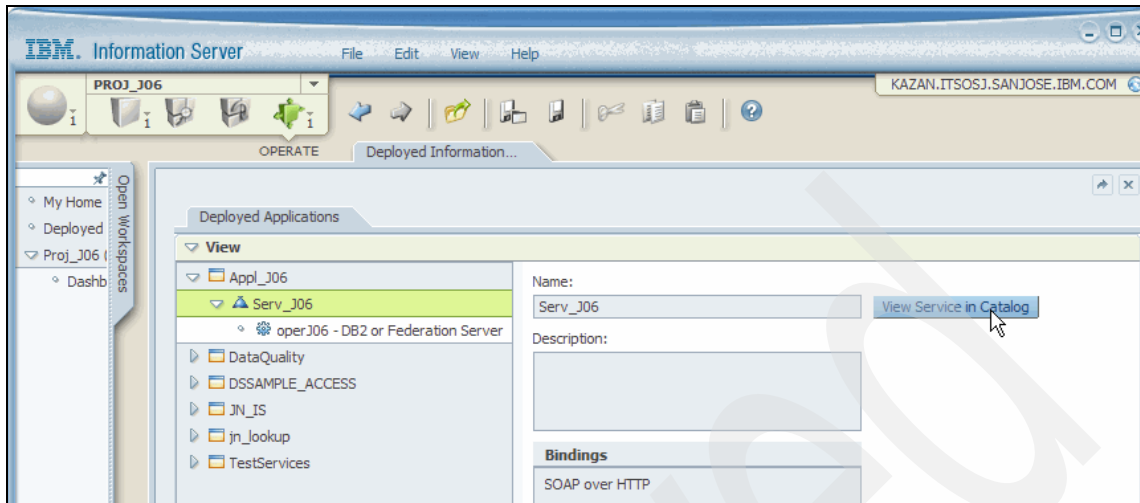 IBM. Information Server File Edit View Help
PROJ_J06 KAZAN.ITSOSJ.SANJOSE.IBM.COM
OPERATE Deployed Information...
Open Workspaces
My Home
Deployed
Proj_J06 (
Dashb
Deployed Applications
View
Appl_J06
Serv_J06
operJ06 - DB2 or Federation Server
DataQuality
DSSAMPLE_ACCESS
JN_IS
jn_lookup
TestServices
Name:
Serv_J06 View Service in Catalog
Description:
Bindings
SOAP over HTTP